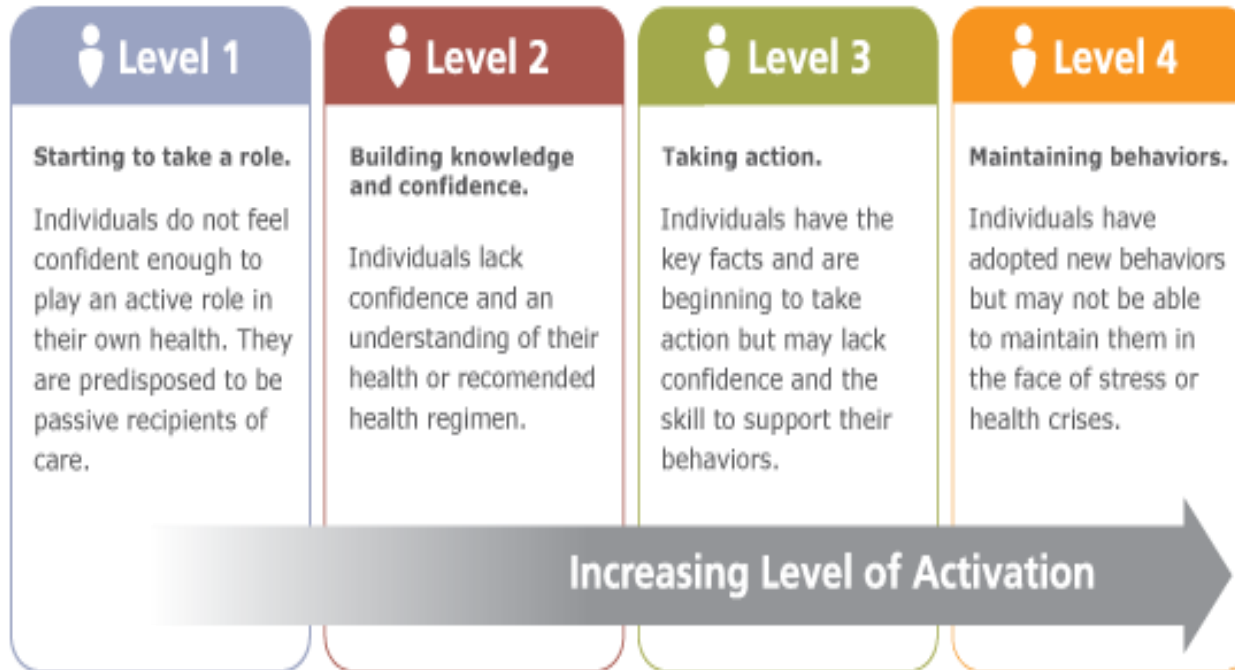 Level 1
Starting to take a role.
Individuals do not feel
confident enough to
play an active role in
their own health. They
are predisposed to be
passive recipients of
care.
Level 2
Building knowledge
and confidence.
Individuals lack
confidence and an
understanding of their
health or recomended
health regimen.
Level 3
Taking action.
Individuals have the
key facts and are
beginning to take
action but may lack
confidence and the
skill to support their
behaviors.
Level 4
Maintaining behaviors.
Individuals have
adopted new behaviors
but may not be able
to maintain them in
the face of stress or
health crises.
Increasing Level of Activation